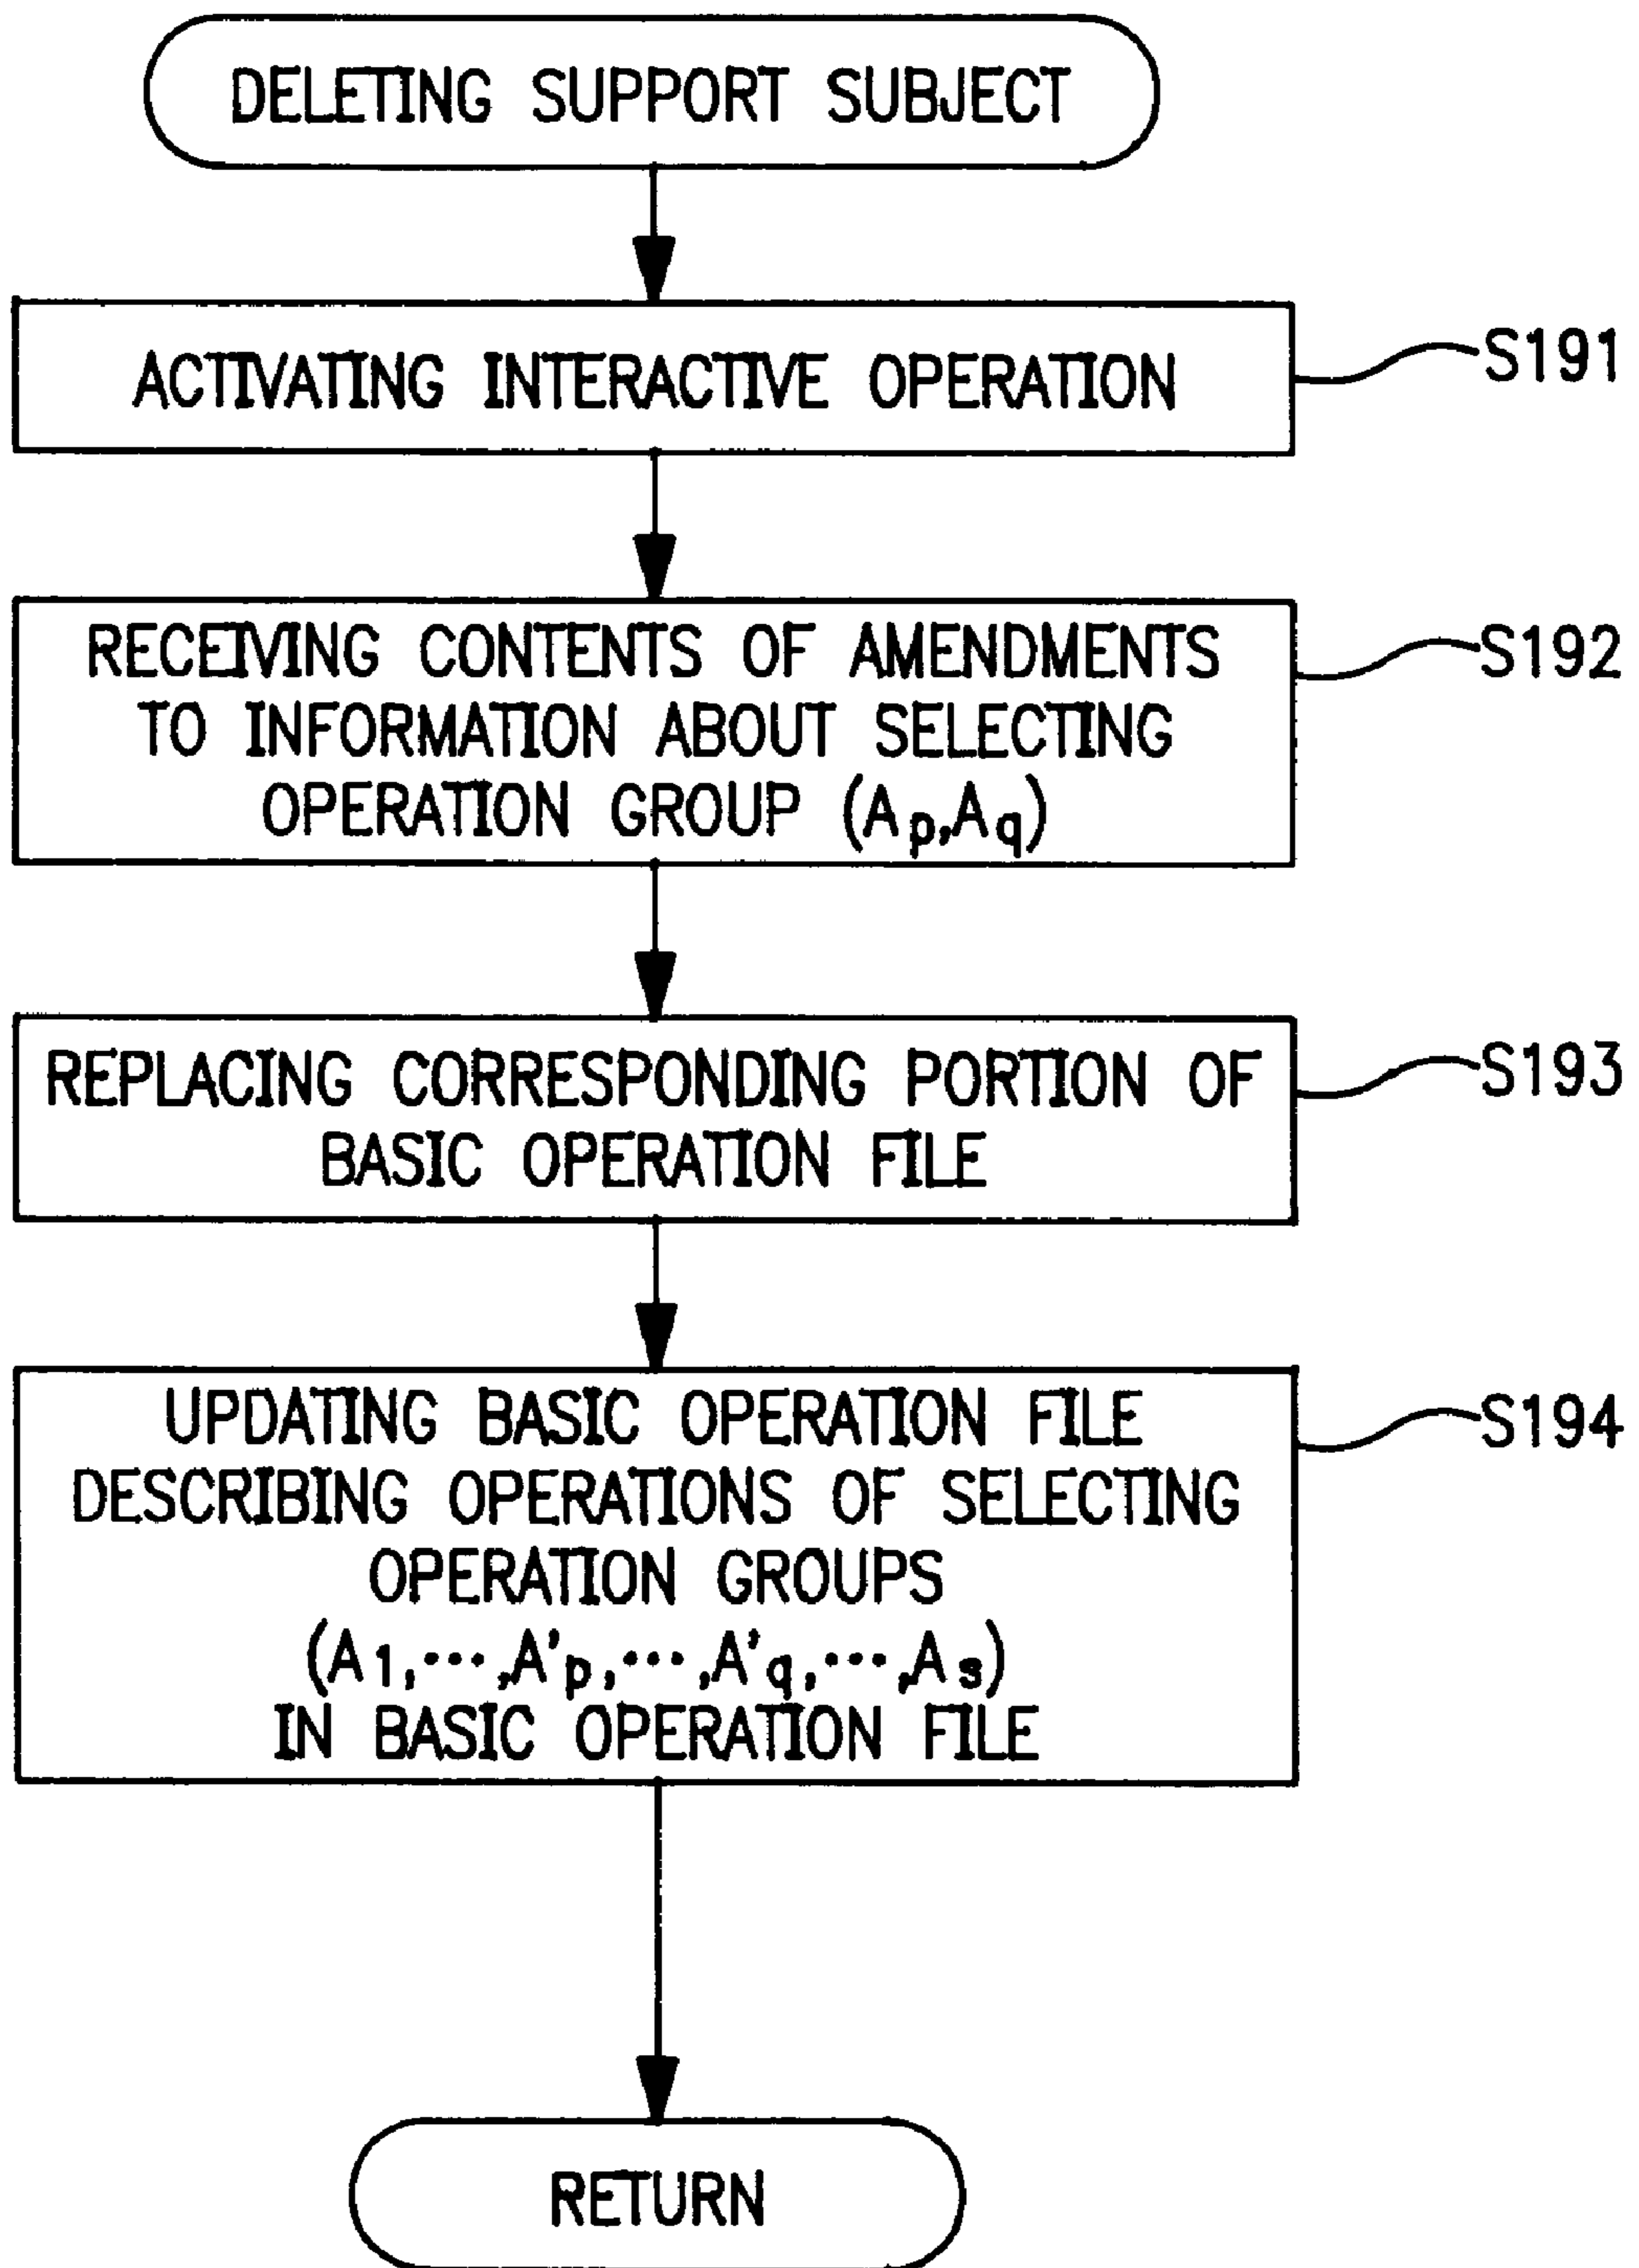 DELETING SUPPORT SUBJECT
ACTIVATING INTERACTIVE OPERATION
S191
RECEIVING CONTENTS OF AMENDMENTS
TO INFORMATION ABOUT SELECTING
OPERATION GROUP (Ap,Aq)
S192
REPLACING CORRESPONDING PORTION OF
BASIC OPERATION FILE
S193
UPDATING BASIC OPERATION FILE
DESCRIBING OPERATIONS OF SELECTING
OPERATION GROUPS
(A1,···,A'p,···,A'q,···,As)
IN BASIC OPERATION FILE
S194
RETURN